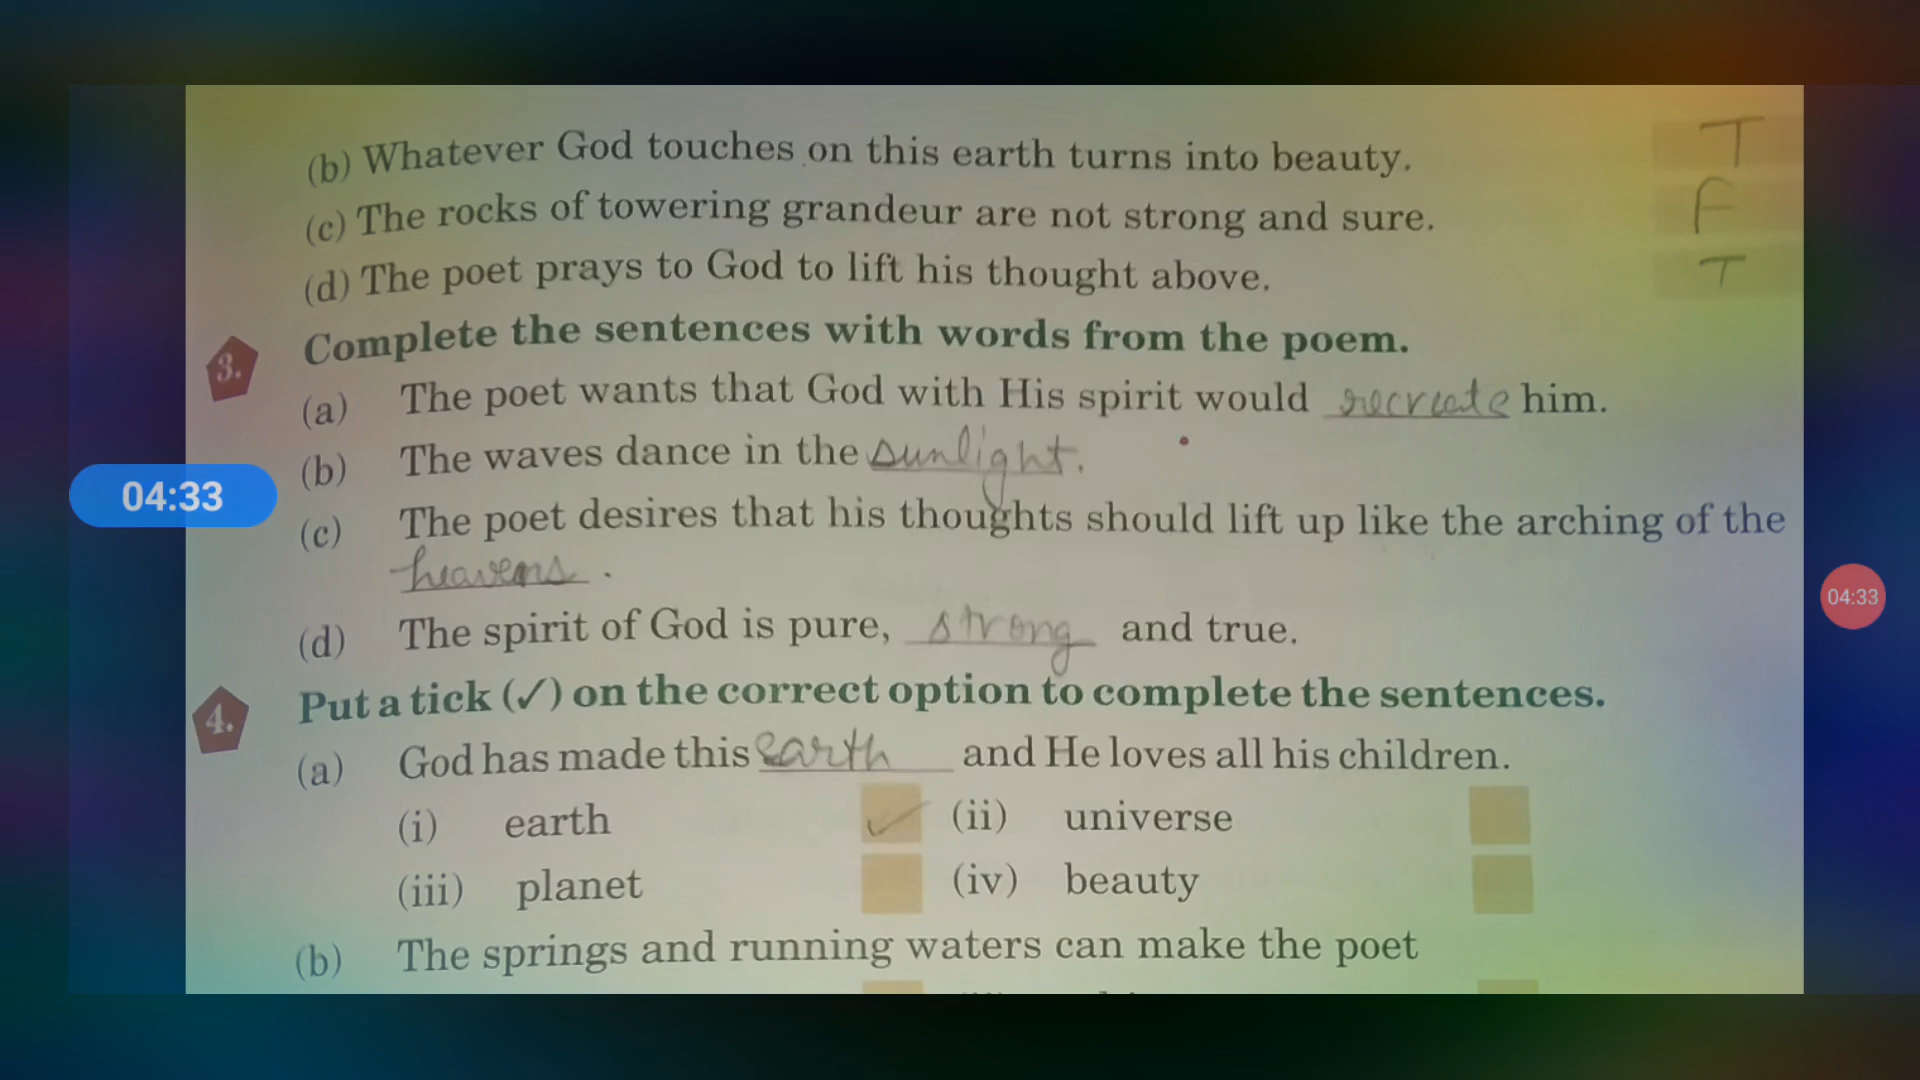 (b) Whatever God touches on this earth turns into beauty. T
(c) The rocks of towering grandeur are not strong and sure. F
(d) The poet prays to God to lift his thought above. T
3. Complete the sentences with words from the poem.
(a) The poet wants that God with His spirit would recreate him.
(b) The waves dance in the sunlight.
(c) The poet desires that his thoughts should lift up like the arching of the
heavens.
04:33
04:33
(d) The spirit of God is pure, strong and true.
4. Put a tick (✓) on the correct option to complete the sentences.
(a) God has made this earth and He loves all his children.
(i) earth ✓ (ii) universe
(iii) planet (iv) beauty
(b) The springs and running waters can make the poet